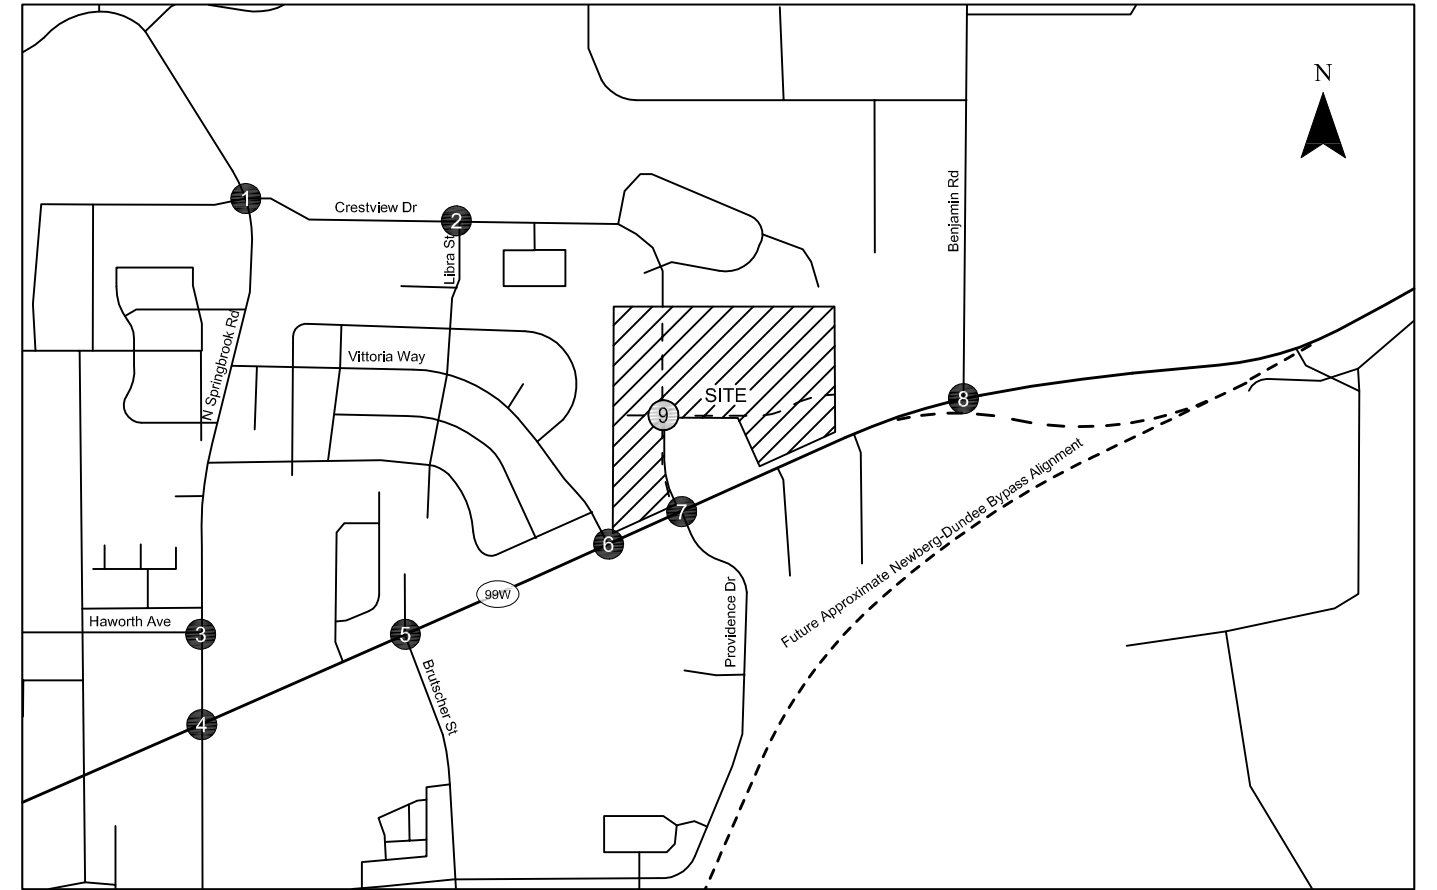 N
Benjamin Rd
1
Crestview Dr
2
Libra St
N Springbrook Rd
Vittoria Way
SITE
8
9
Future Approximate Newberg-Dundee Bypass Alignment
7
6
99W
Providence Dr
Haworth Ave
3
5
Brutscher St
4